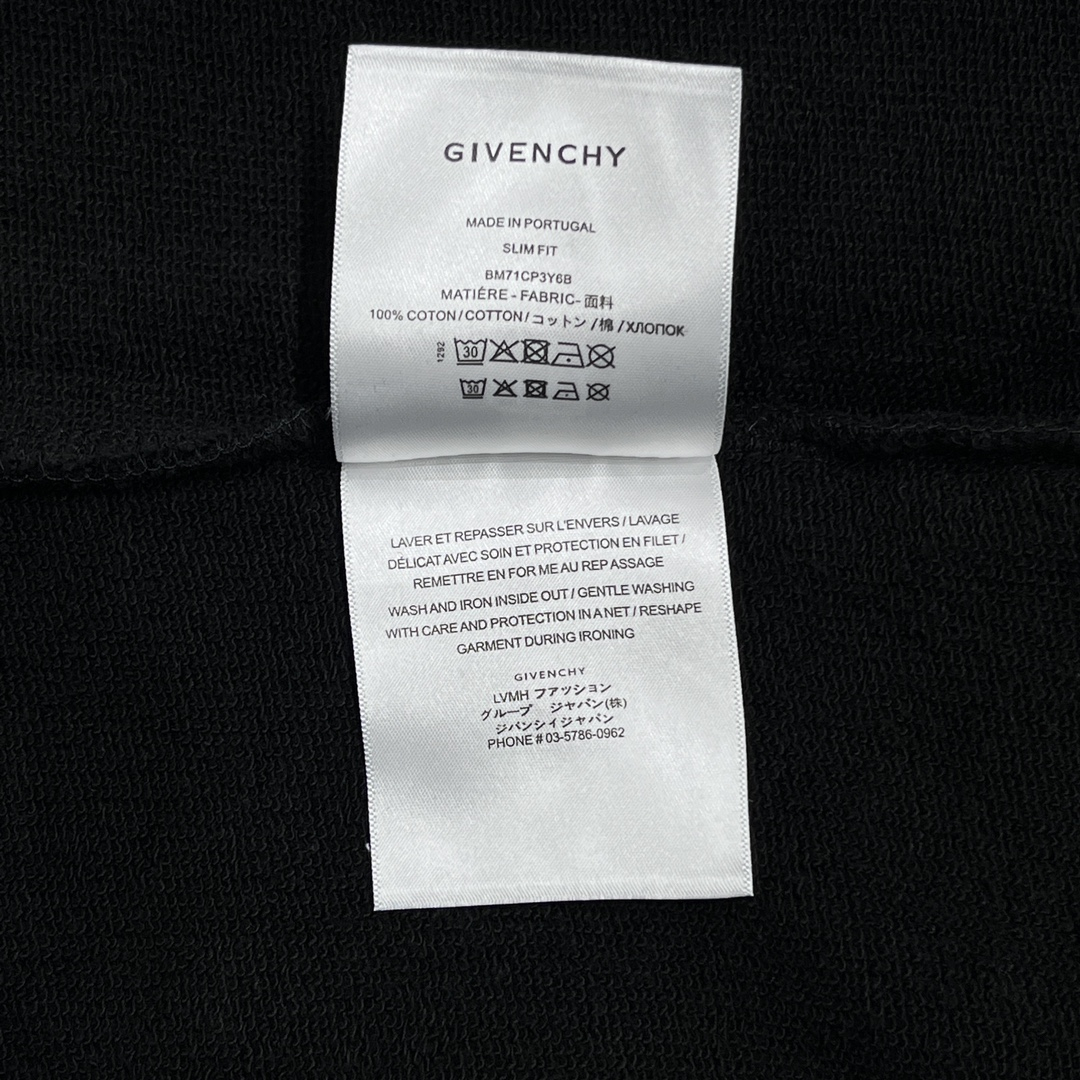 GIVENCHY
MADE IN PORTUGAL
SLIM FIT
BM71CP3Y6B
MATIÉRE - FABRIC- 面料
100% COTON/COTTON/コットン/棉/ХЛОПОК
1292
30
30
LAVER ET REPASSER SUR L'ENVERS / LAVAGE
DÉLICAT AVEC SOIN ET PROTECTION EN FILET /
REMETTRE EN FOR ME AU REP ASSAGE
WASH AND IRON INSIDE OUT / GENTLE WASHING
WITH CARE AND PROTECTION IN A NET / RESHAPE
GARMENT DURING IRONING
GIVENCHY
LVMH ファッション
グループ ジャパン(株)
ジバンシイジャパン
PHONE # 03-5786-0962